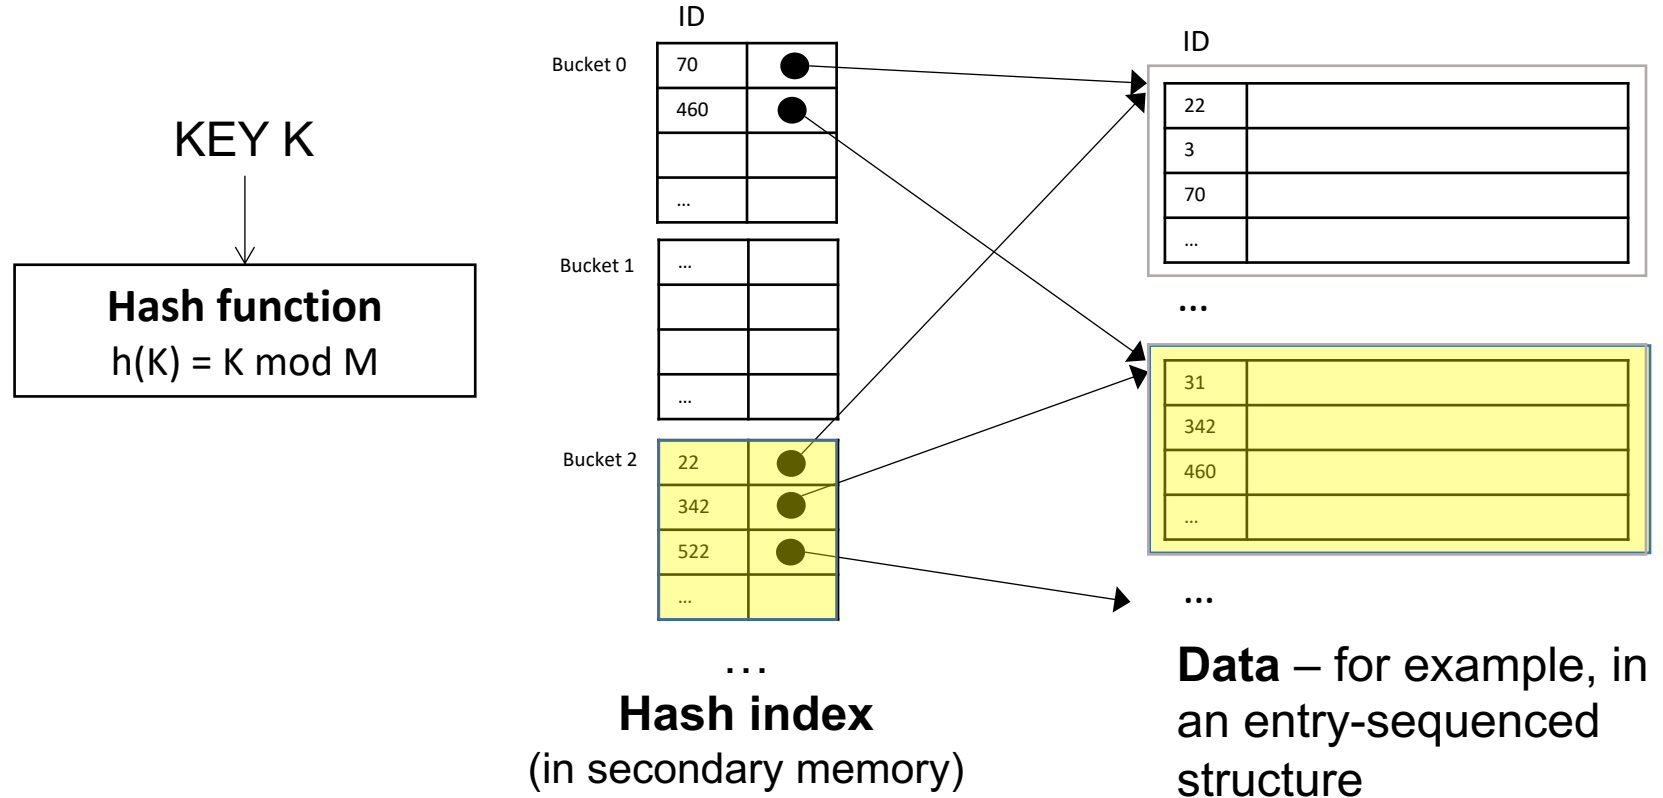 KEY K
Hash function
h(K) = K mod M
ID
Bucket 0
70
460
...
Bucket 1
...
...
Bucket 2
22
342
522
...
...
Hash index
(in secondary memory)
ID
22
3
70
...
...
31
342
460
...
...
Data – for example, in
an entry-sequenced
structure